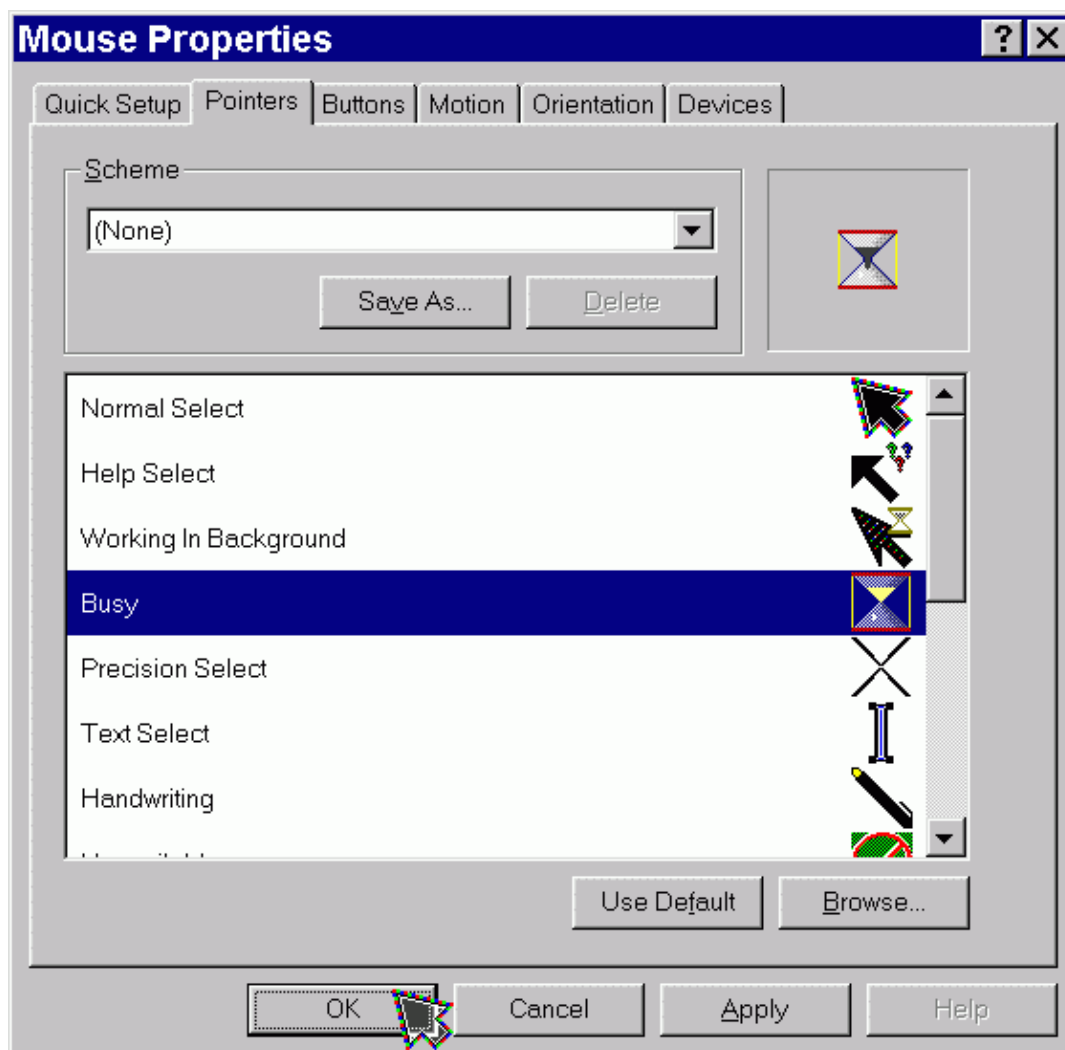 Mouse Properties
Quick Setup Pointers Buttons Motion Orientation Devices
Scheme
(None)
Save As... Delete
Normal Select
Help Select
Working In Background
Busy
Precision Select
Text Select
Handwriting
Use Default Browse...
OK Cancel Apply Help